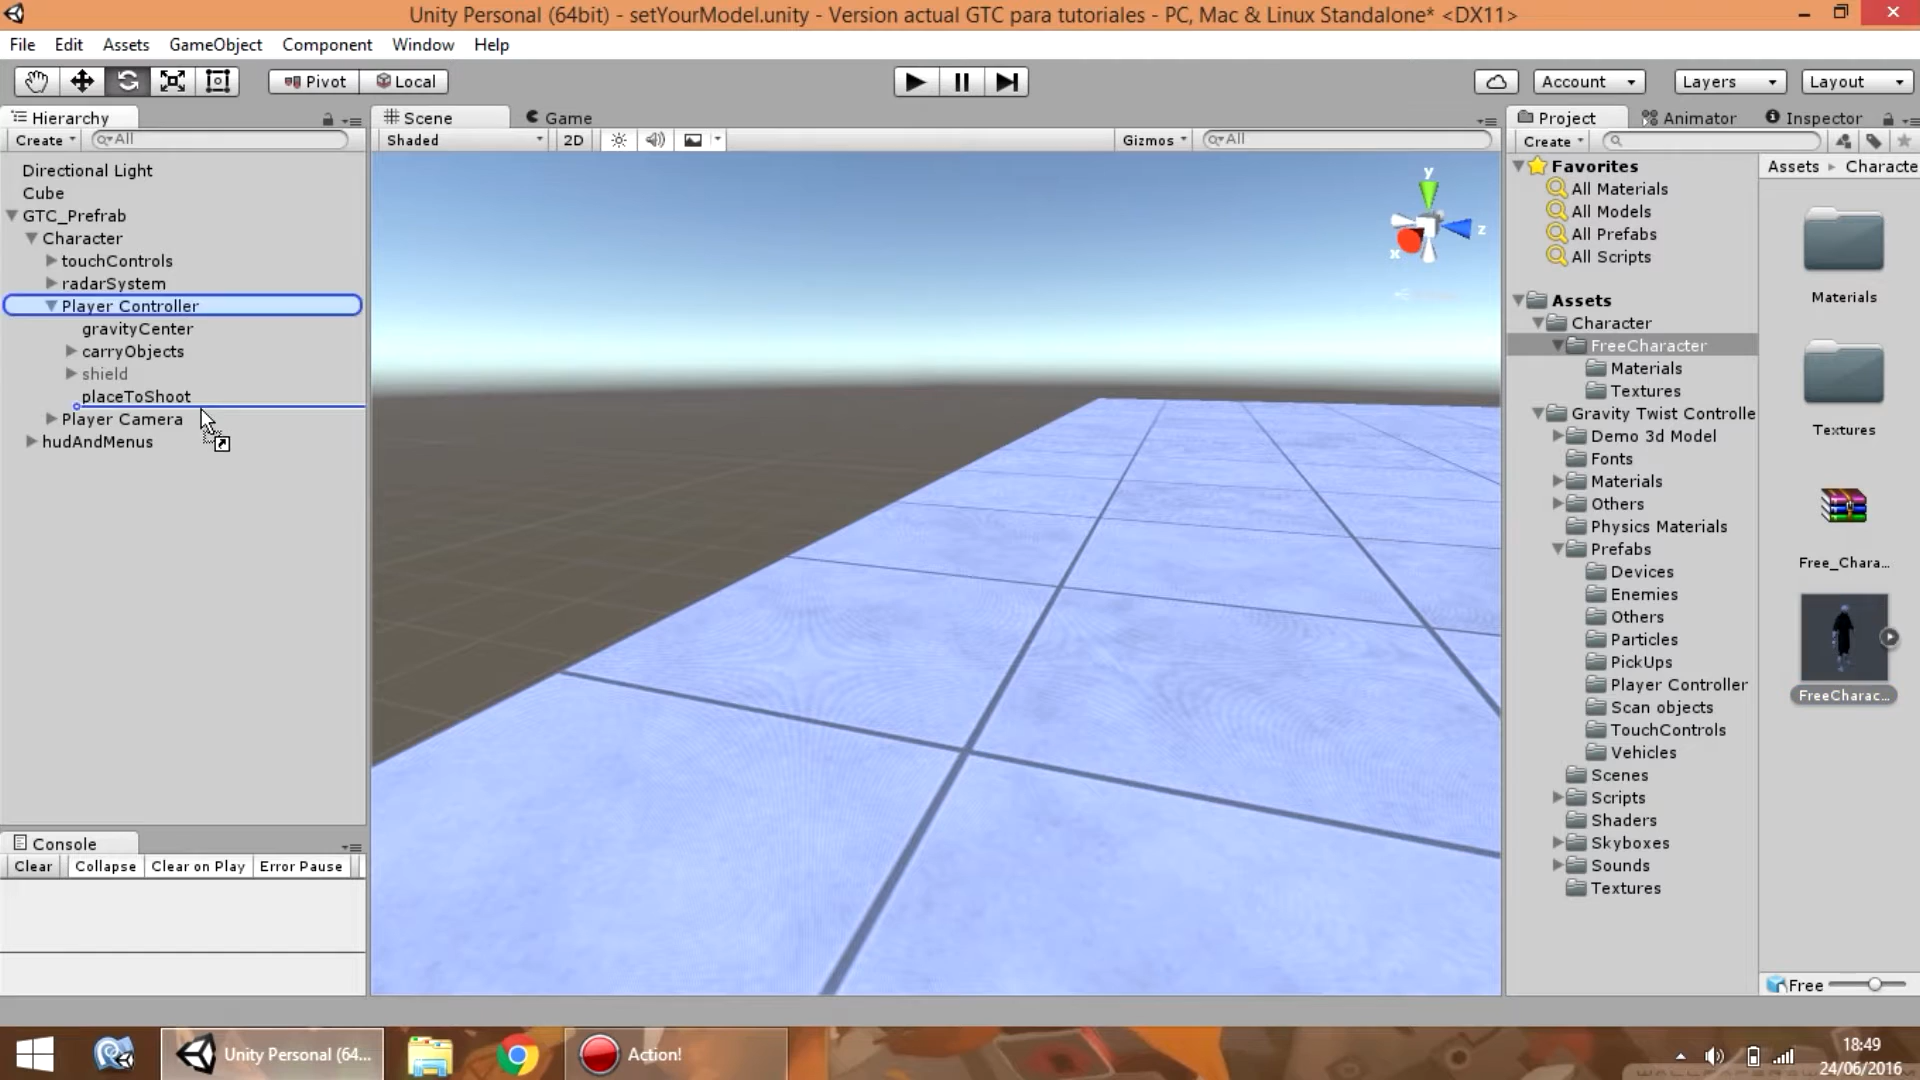 Unity Personal (64bit) - setYourModel.unity - Version actual GTC para tutoriales - PC, Mac & Linux Standalone* <DX11>
File Edit Assets GameObject Component Window Help
Pivot Local Account Layers Layout
Hierarchy
Create All
Directional Light
Cube
GTC_Prefrab
Character
touchControls
radarSystem
Player Controller
gravityCenter
carryObjects
shield
placeToShoot
Player Camera
hudAndMenus
Console
Clear Collapse Clear on Play Error Pause
Scene Game
Shaded 2D Gizmos All
y
z
x
Project Animator Inspector
Create
Favorites
All Materials
All Models
All Prefabs
All Scripts
Assets
Character
FreeCharacter
Materials
Textures
Gravity Twist Controlle
Demo 3d Model
Fonts
Materials
Others
Physics Materials
Prefabs
Devices
Enemies
Others
Particles
PickUps
Player Controller
Scan objects
TouchControls
Vehicles
Scenes
Scripts
Shaders
Skyboxes
Sounds
Textures
Assets Characte
Materials
Textures
Free_Chara...
FreeCharac...
Free
Unity Personal (64...
Action!
18:49
24/06/2016